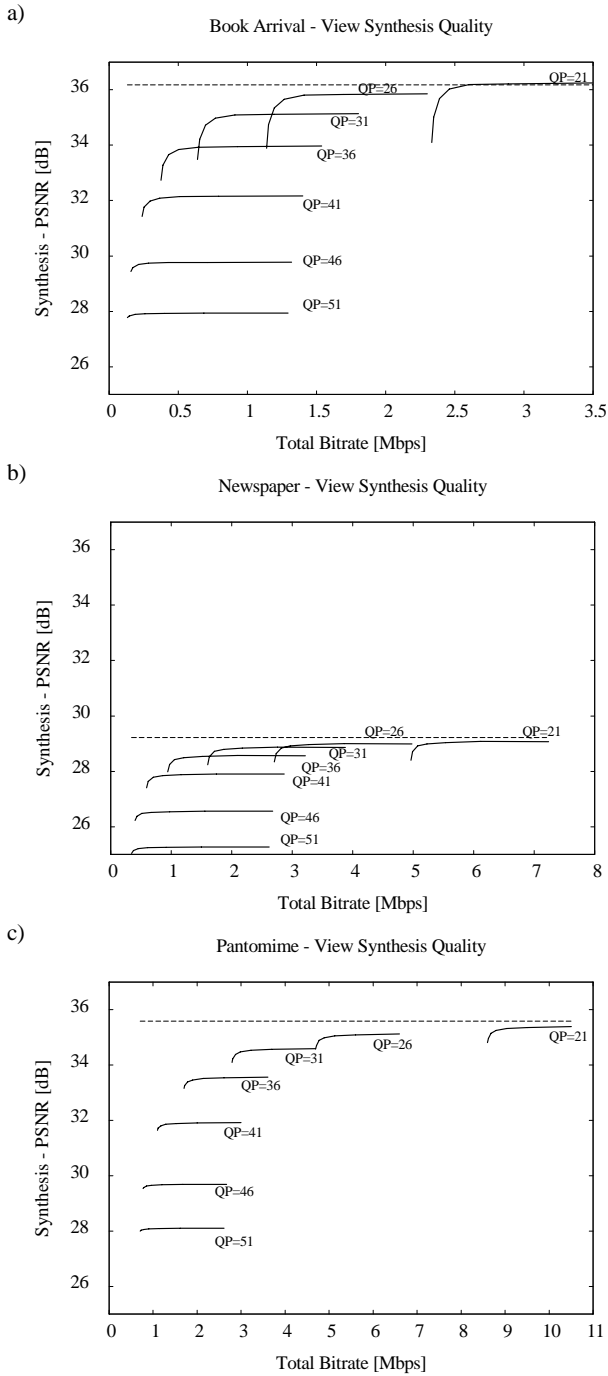 a)
Book Arrival - View Synthesis Quality
36
34
32
30
28
26
Synthesis - PSNR [dB]
QP=21
QP=26
QP=31
QP=36
QP=41
QP=46
QP=51
0 0.5 1 1.5 2 2.5 3 3.5
Total Bitrate [Mbps]
b)
Newspaper - View Synthesis Quality
36
34
32
30
28
26
Synthesis - PSNR [dB]
QP=26
QP=21
QP=31
QP=36
QP=41
QP=46
QP=51
0 1 2 3 4 5 6 7 8
Total Bitrate [Mbps]
c)
Pantomime - View Synthesis Quality
36
34
32
30
28
26
Synthesis - PSNR [dB]
QP=21
QP=26
QP=31
QP=36
QP=41
QP=46
QP=51
0 1 2 3 4 5 6 7 8 9 10 11
Total Bitrate [Mbps]